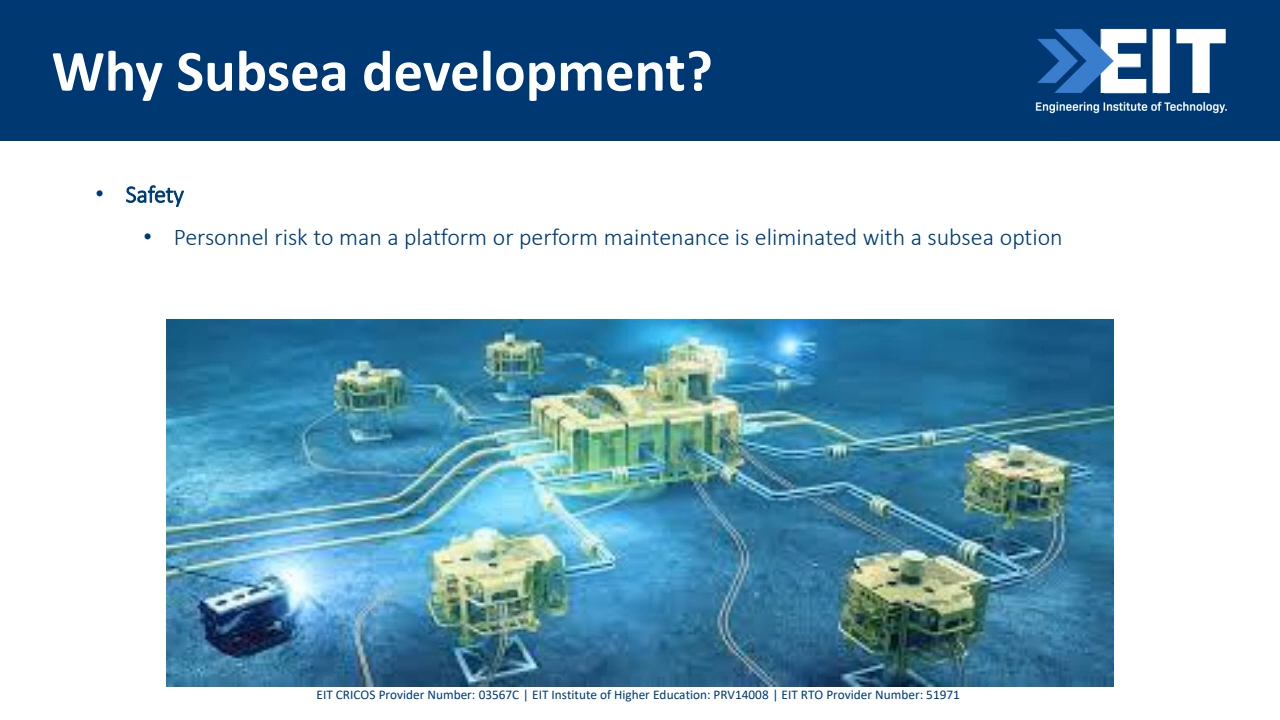 Why Subsea development?
EIT
Engineering Institute of Technology.
• Safety
• Personnel risk to man a platform or perform maintenance is eliminated with a subsea option
EIT CRICOS Provider Number: 03567C | EIT Institute of Higher Education: PRV14008 | EIT RTO Provider Number: 51971